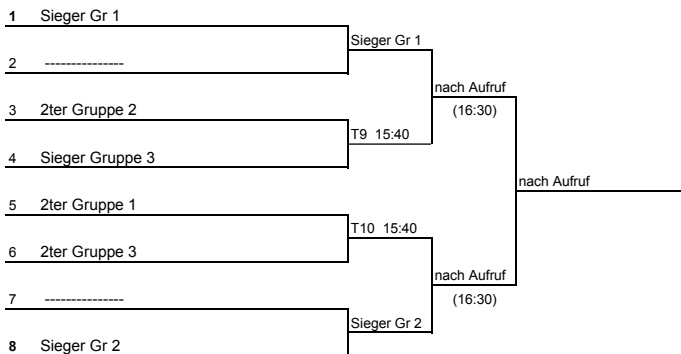 1 Sieger Gr 1
Sieger Gr 1
2 ---------------
nach Aufruf
3 2ter Gruppe 2
(16:30)
T9 15:40
4 Sieger Gruppe 3
nach Aufruf
5 2ter Gruppe 1
T10 15:40
6 2ter Gruppe 3
nach Aufruf
7 ---------------
(16:30)
Sieger Gr 2
8 Sieger Gr 2